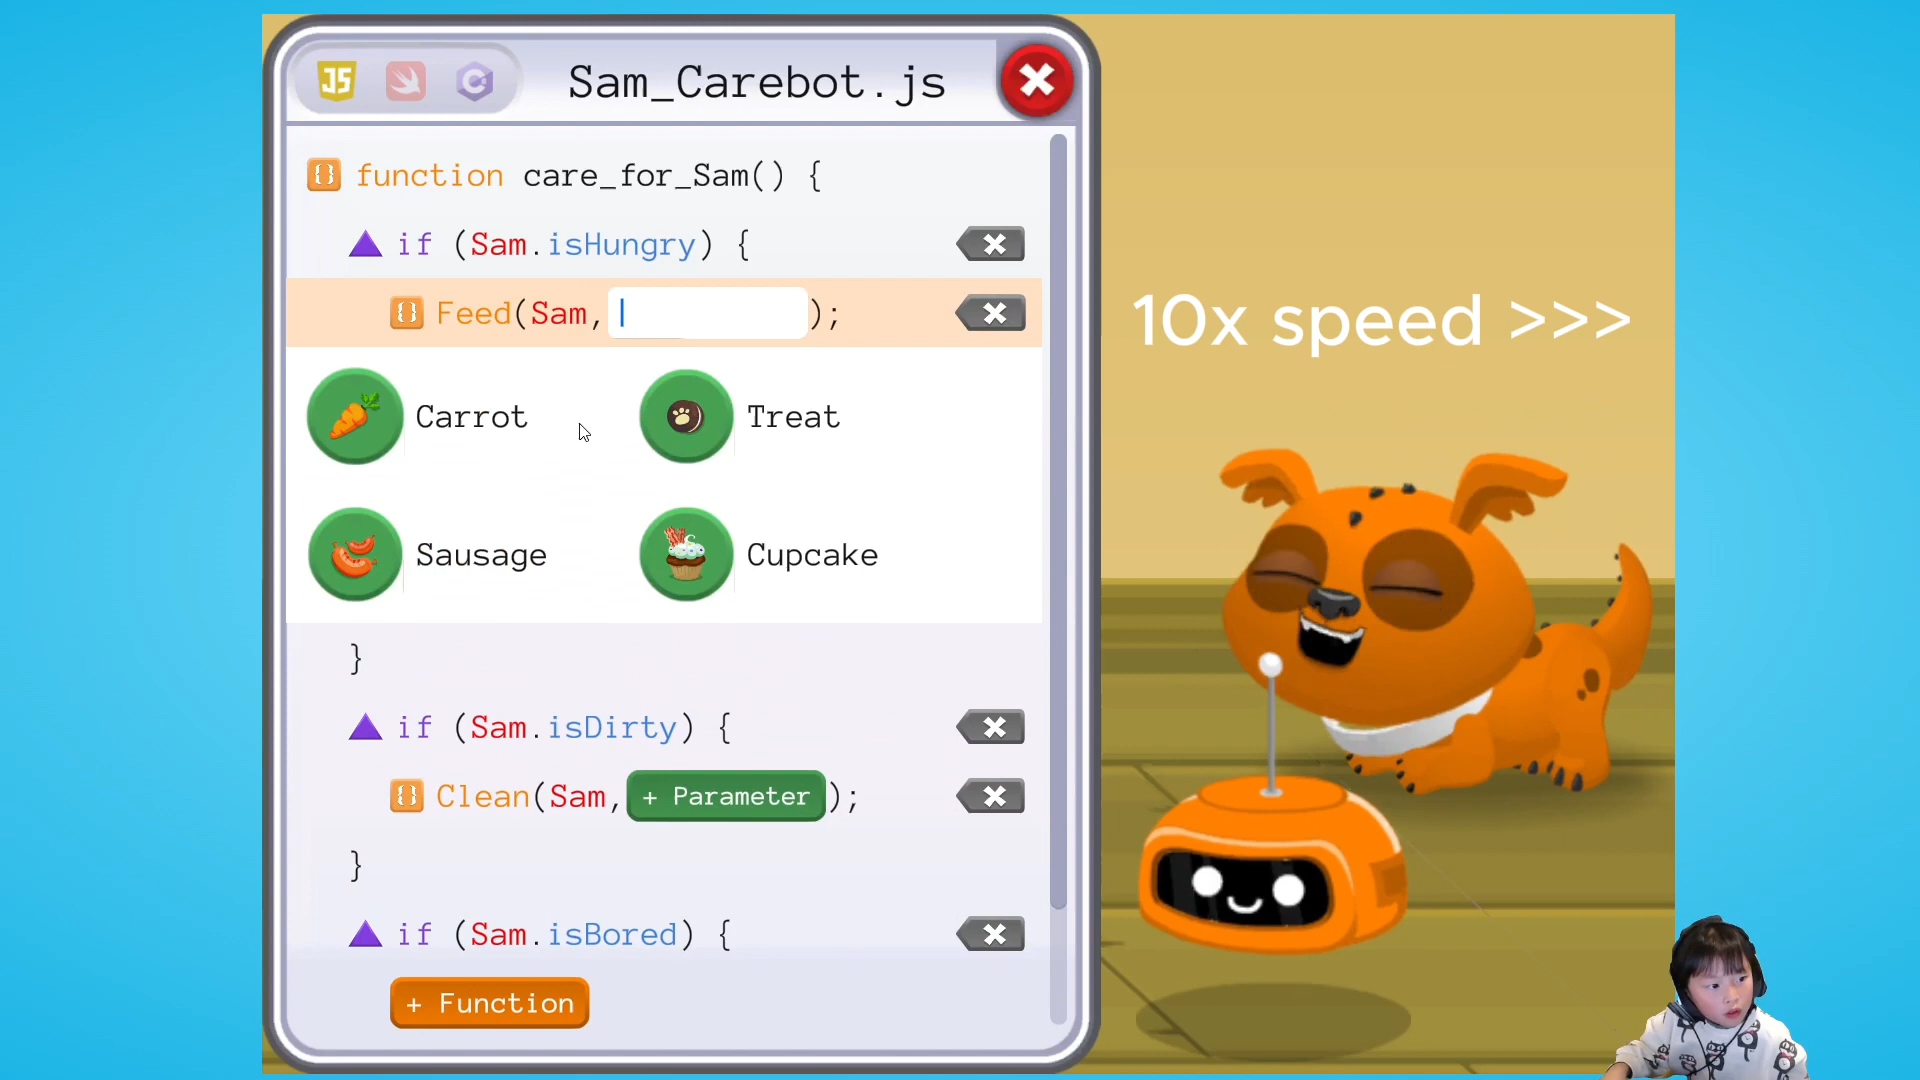 JS
Sam_Carebot.js
{} function care_for_Sam() {
if (Sam.isHungry) {
{} Feed(Sam, );
Carrot
Treat
Sausage
Cupcake
}
if (Sam.isDirty) {
{} Clean(Sam, + Parameter );
}
if (Sam.isBored) {
+ Function
10x speed >>>